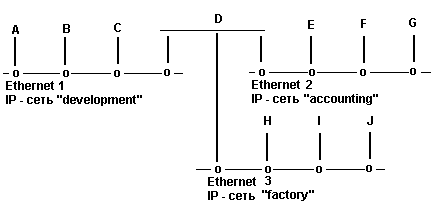 D
A B C E F G
Ethernet 1
IP - сеть "development"
Ethernet 2
IP - сеть "accounting"
H I J
Ethernet 3
IP - сеть "factory"